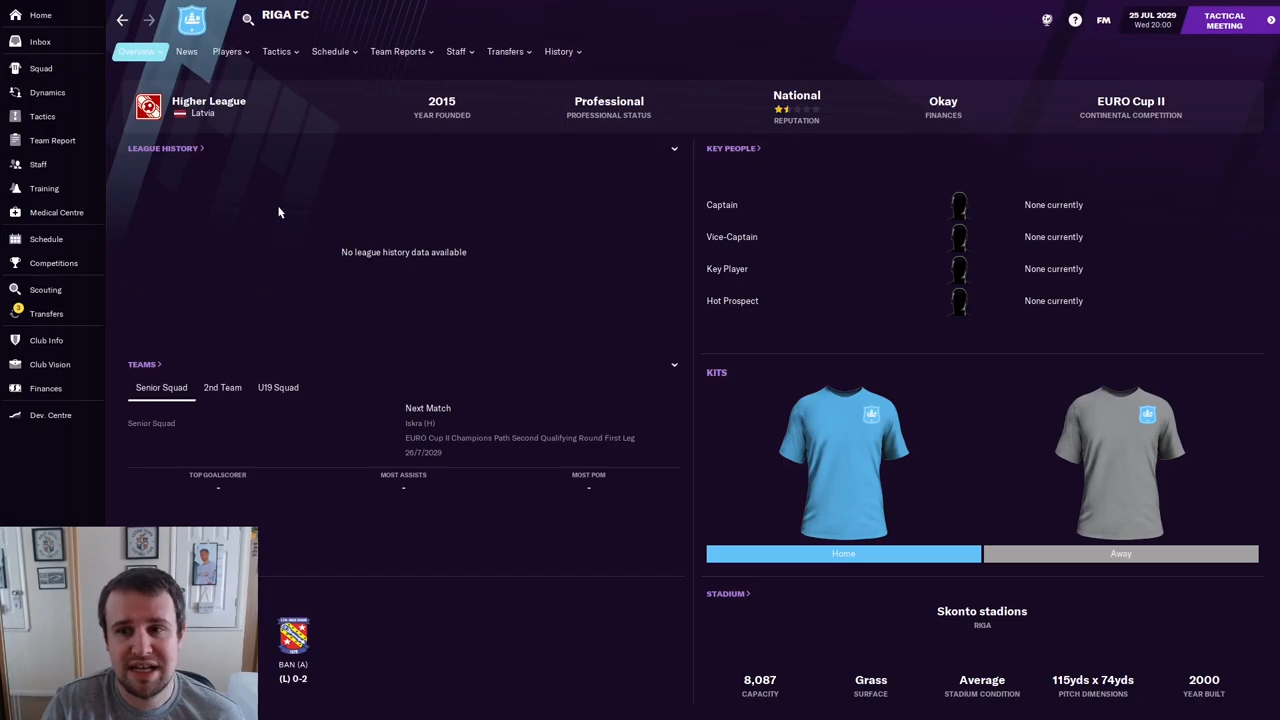 Home
Inbox
Squad
Dynamics
Tactics
Team Report
Staff
Training
Medical Centre
Schedule
Competitions
Scouting
3
Transfers
Club Info
Club Vision
Finances
Dev. Centre
RIGA FC
?
FM
25 JUL 2029
Wed 20:00
TACTICAL
MEETING
Overview
News
Players
Tactics
Schedule
Team Reports
Staff
Transfers
History
Higher League
Latvia
2015
YEAR FOUNDED
Professional
PROFESSIONAL STATUS
National
REPUTATION
Okay
FINANCES
EURO Cup II
CONTINENTAL COMPETITION
LEAGUE HISTORY >
No league history data available
TEAMS >
Senior Squad
2nd Team
U19 Squad
Senior Squad
Next Match
Iskra (H)
EURO Cup II Champions Path Second Qualifying Round First Leg
26/7/2029
TOP GOALSCORER
-
MOST ASSISTS
-
MOST POM
-
BAN (A)
(L) 0-2
KEY PEOPLE >
Captain
None currently
Vice-Captain
None currently
Key Player
None currently
Hot Prospect
None currently
KITS
Home
Away
STADIUM >
Skonto stadions
RIGA
8,087
CAPACITY
Grass
SURFACE
Average
STADIUM CONDITION
115yds x 74yds
PITCH DIMENSIONS
2000
YEAR BUILT